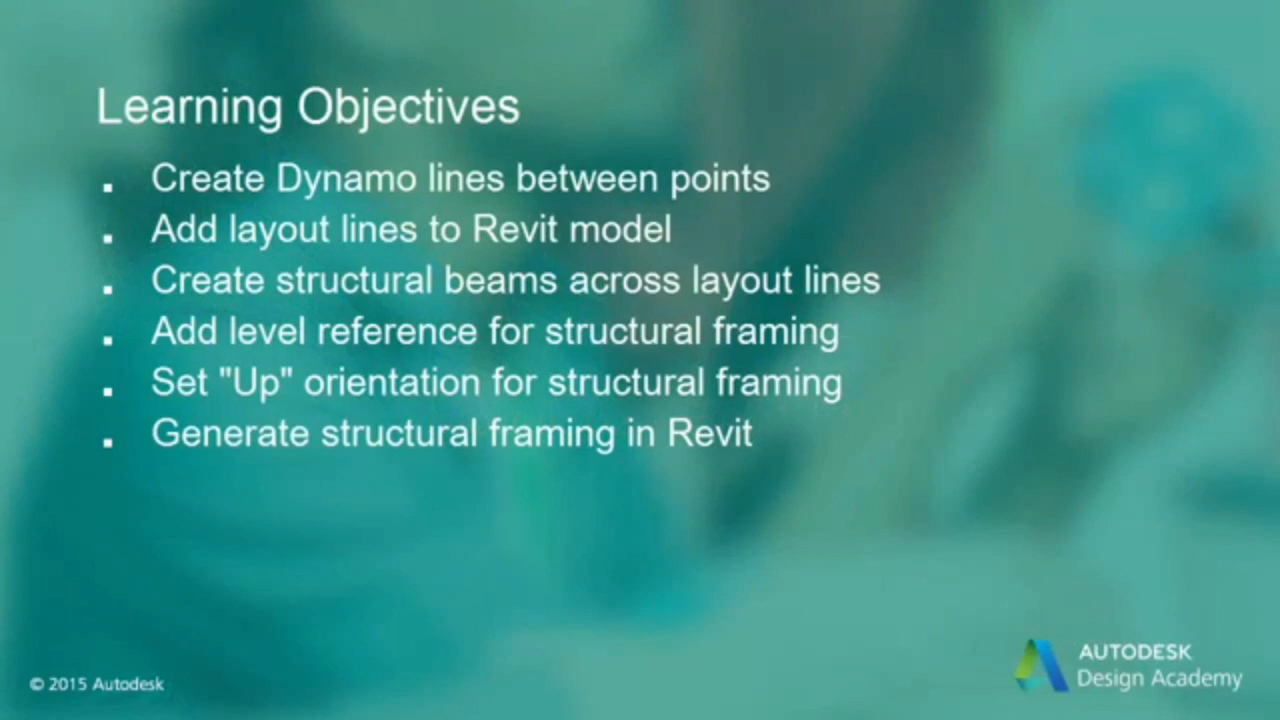 Learning Objectives
. Create Dynamo lines between points
. Add layout lines to Revit model
. Create structural beams across layout lines
. Add level reference for structural framing
. Set "Up" orientation for structural framing
. Generate structural framing in Revit
© 2015 Autodesk
AUTODESK
Design Academy